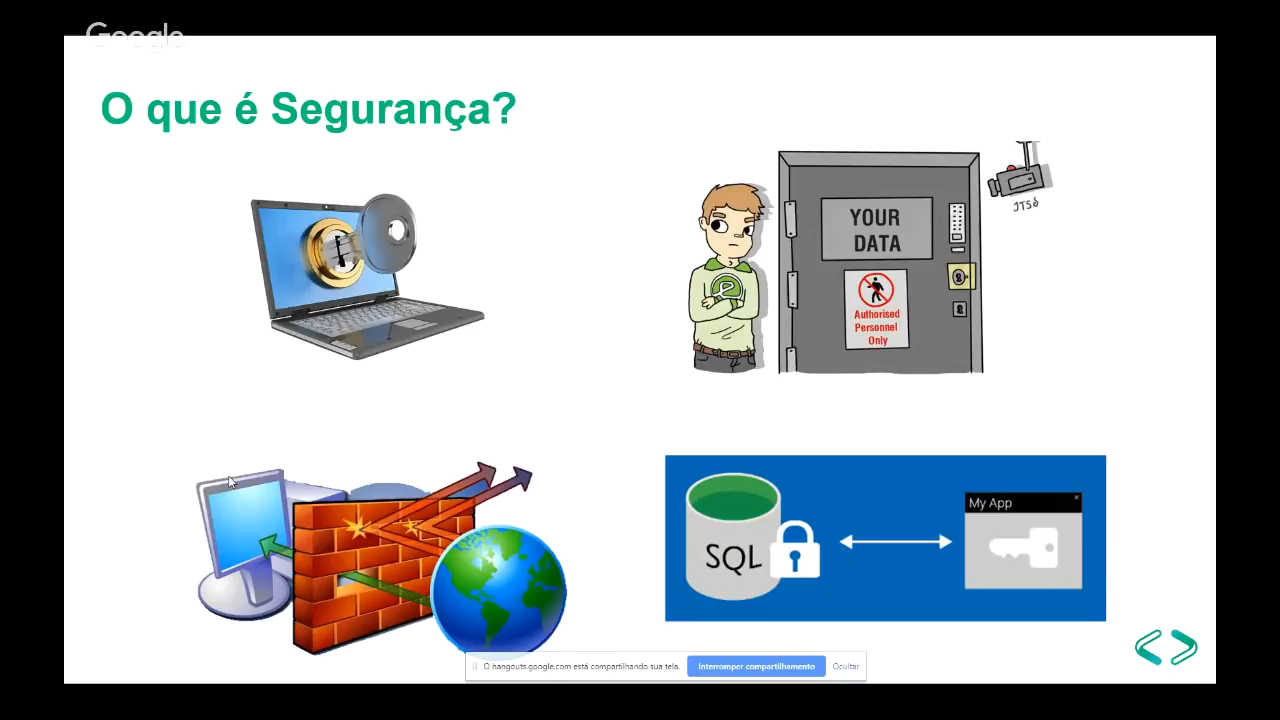 Google
O que é Segurança?
YOUR
DATA
Authorised
Personnel
Only
SQL
My App
O hangouts.google.com está compartilhando sua tela.
Interromper compartilhamento
Ocultar